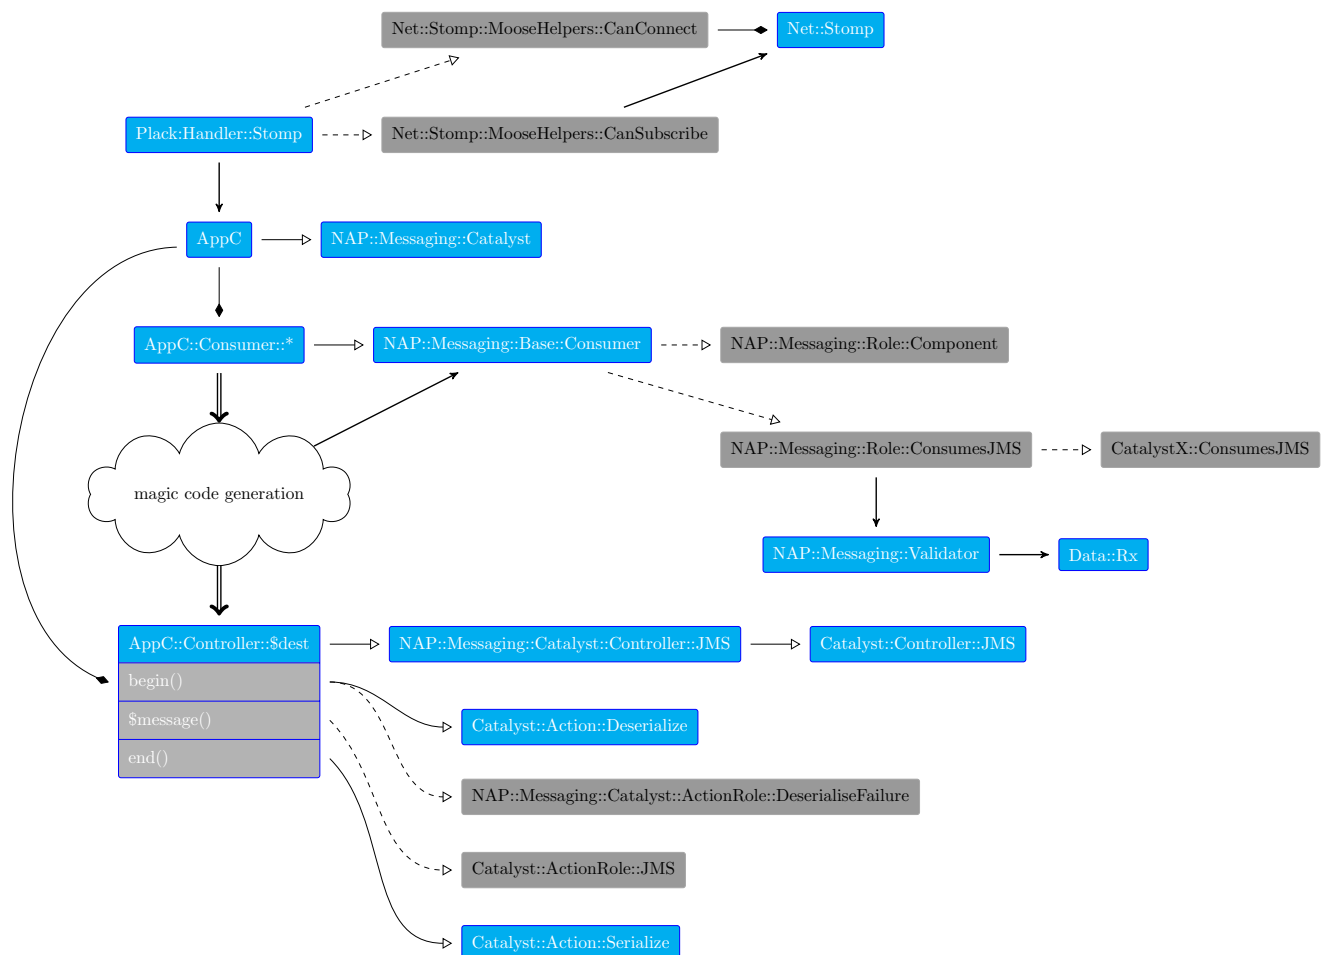 Net::Stomp::MooseHelpers::CanConnect
Net::Stomp
Plack:Handler::Stomp
Net::Stomp::MooseHelpers::CanSubscribe
AppC
NAP::Messaging::Catalyst
AppC::Consumer::*
NAP::Messaging::Base::Consumer
NAP::Messaging::Role::Component
NAP::Messaging::Role::ConsumesJMS
CatalystX::ConsumesJMS
magic code generation
NAP::Messaging::Validator
Data::Rx
AppC::Controller::$dest
NAP::Messaging::Catalyst::Controller::JMS
Catalyst::Controller::JMS
begin()
$message()
Catalyst::Action::Deserialize
end()
NAP::Messaging::Catalyst::ActionRole::DeserialiseFailure
Catalyst::ActionRole::JMS
Catalyst::Action::Serialize